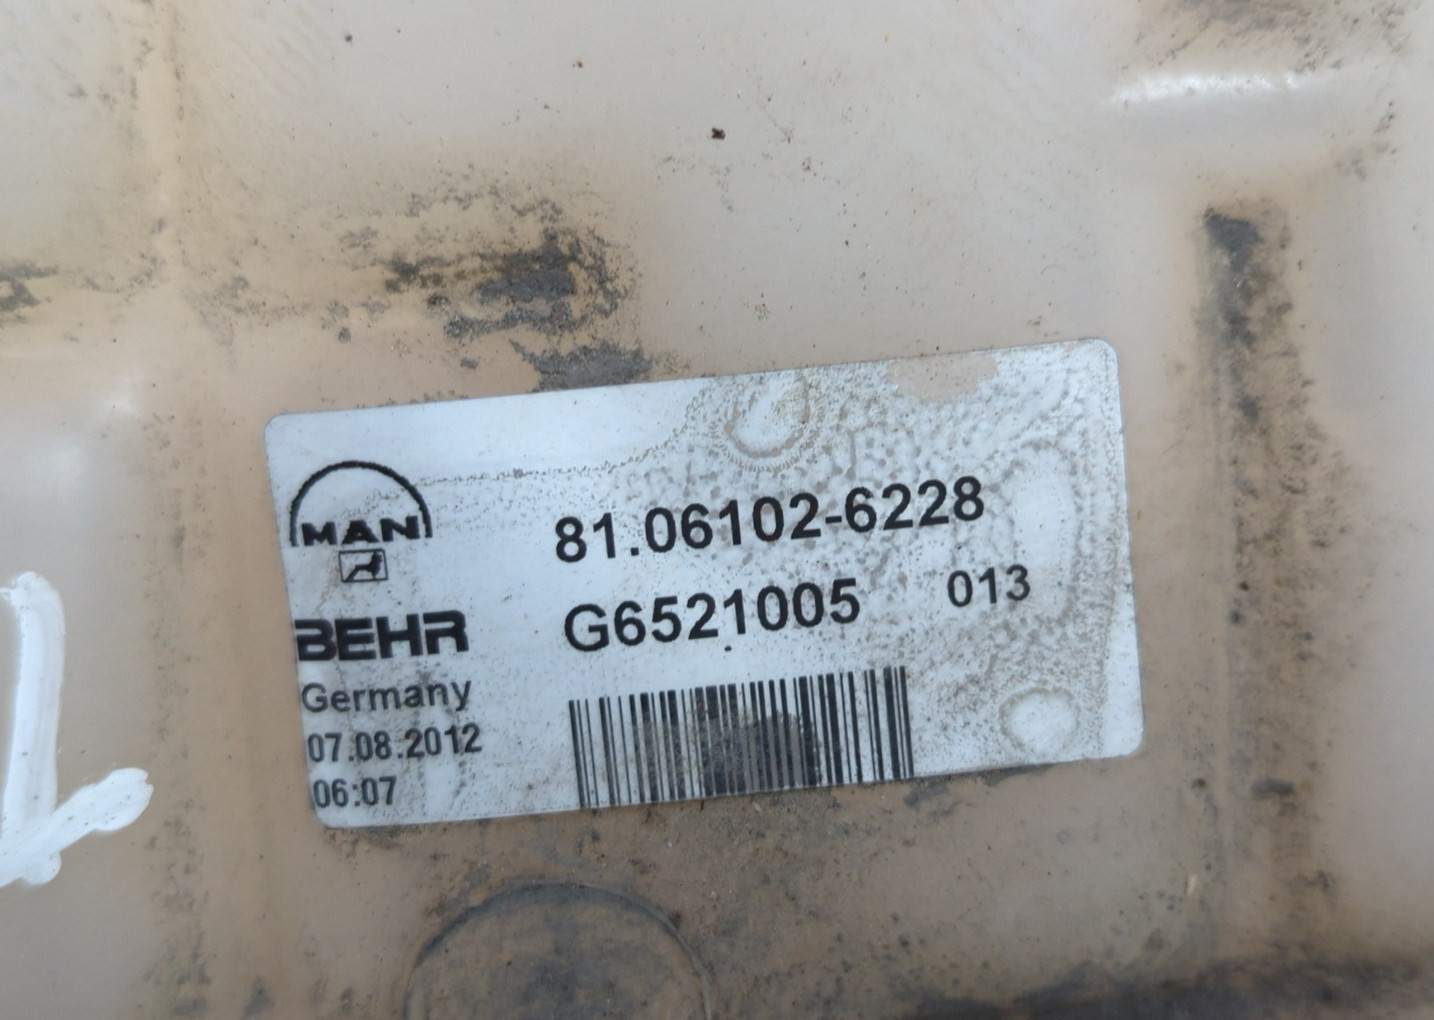 MAN
81.06102-6228
BEHR
G6521005 013
Germany
07.08.2012
06:07